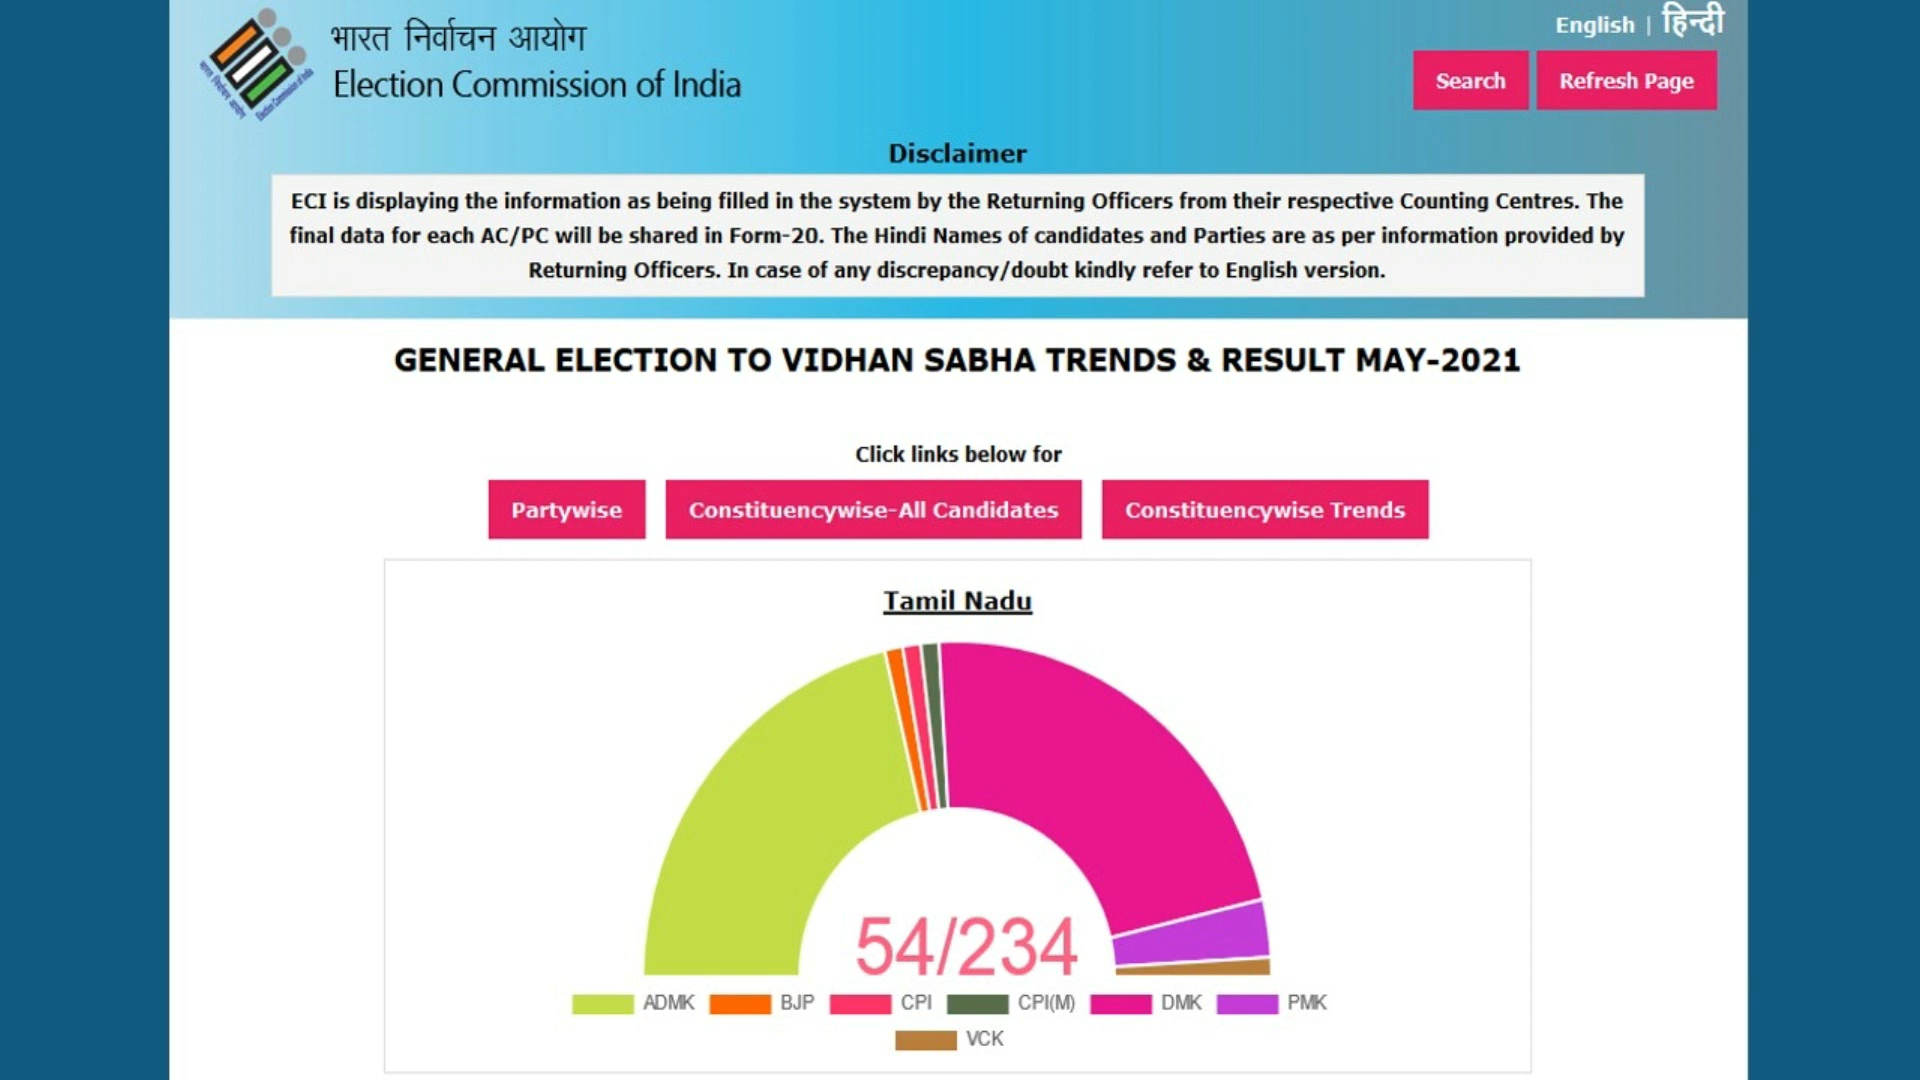 भारत निर्वाचन आयोग
Election Commission of India
English | हिन्दी
Search
Refresh Page
Disclaimer
ECI is displaying the information as being filled in the system by the Returning Officers from their respective Counting Centres. The
final data for each AC/PC will be shared in Form-20. The Hindi Names of candidates and Parties are as per information provided by
Returning Officers. In case of any discrepancy/doubt kindly refer to English version.
GENERAL ELECTION TO VIDHAN SABHA TRENDS & RESULT MAY-2021
Click links below for
Partywise
Constituencywise-All Candidates
Constituencywise Trends
Tamil Nadu
54/234
ADMK
BJP
CPI
CPI(M)
DMK
PMK
VCK